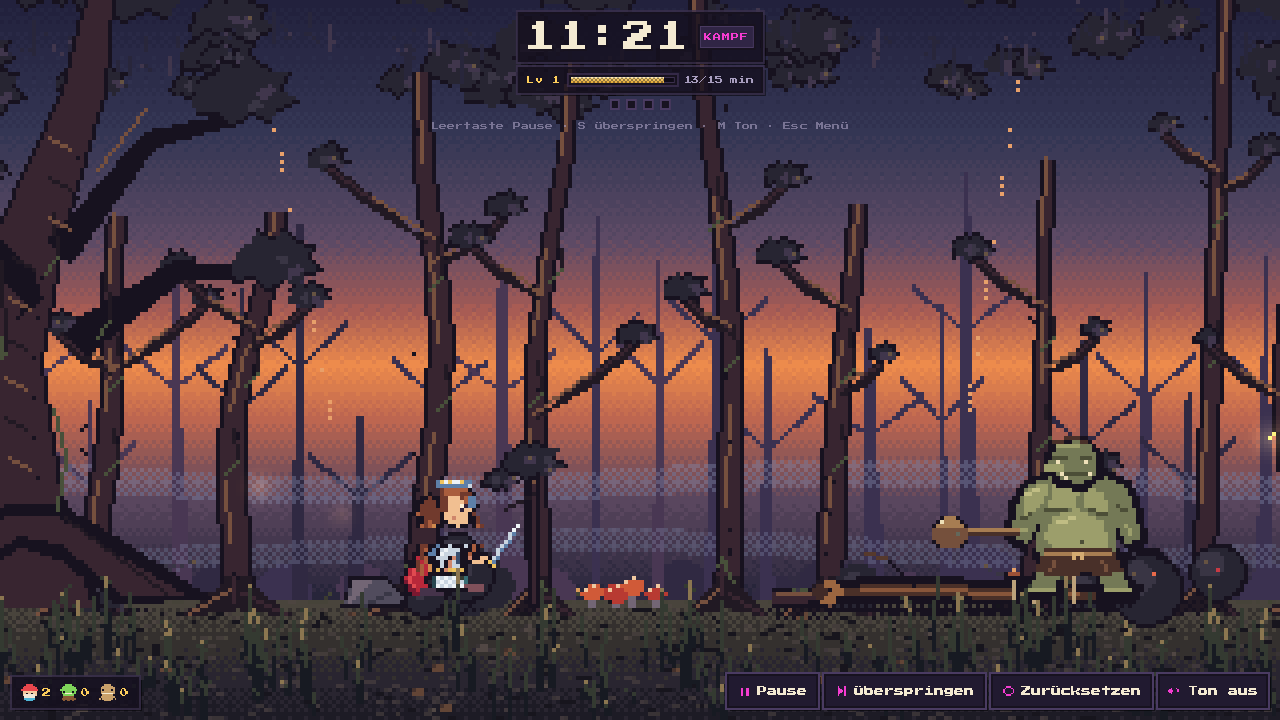 11:21 KAMPF
Lv 1 13/15 min
Leertaste Pause · S überspringen · M Ton · Esc Menü
2 0 0
Pause überspringen Zurücksetzen Ton aus